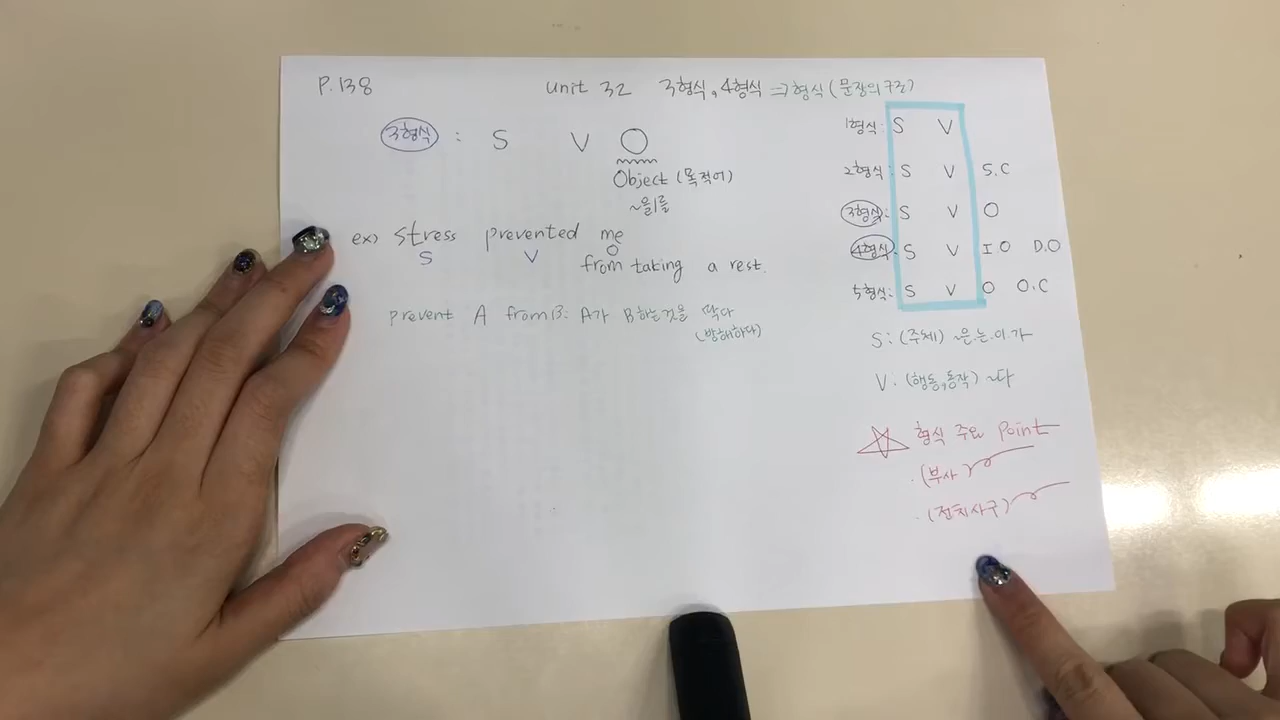 P.138
unit 32 3형식, 4형식 ⇒ 형식 (문장의 구조)
3형식 : S V O
Object (목적어)
~을/를
ex) stress prevented me
S V O
from taking a rest.
prevent A from B: A가 B하는것을 막다
(방해하다)
1형식: S V
2형식: S V S.C
3형식: S V O
4형식: S V I.O D.O
5형식: S V O O.C
S: (주체) ~은.는.이.가
V: (행동,동작) ~다
☆ 형식 주요 point
· (부사)
· (전치사구)